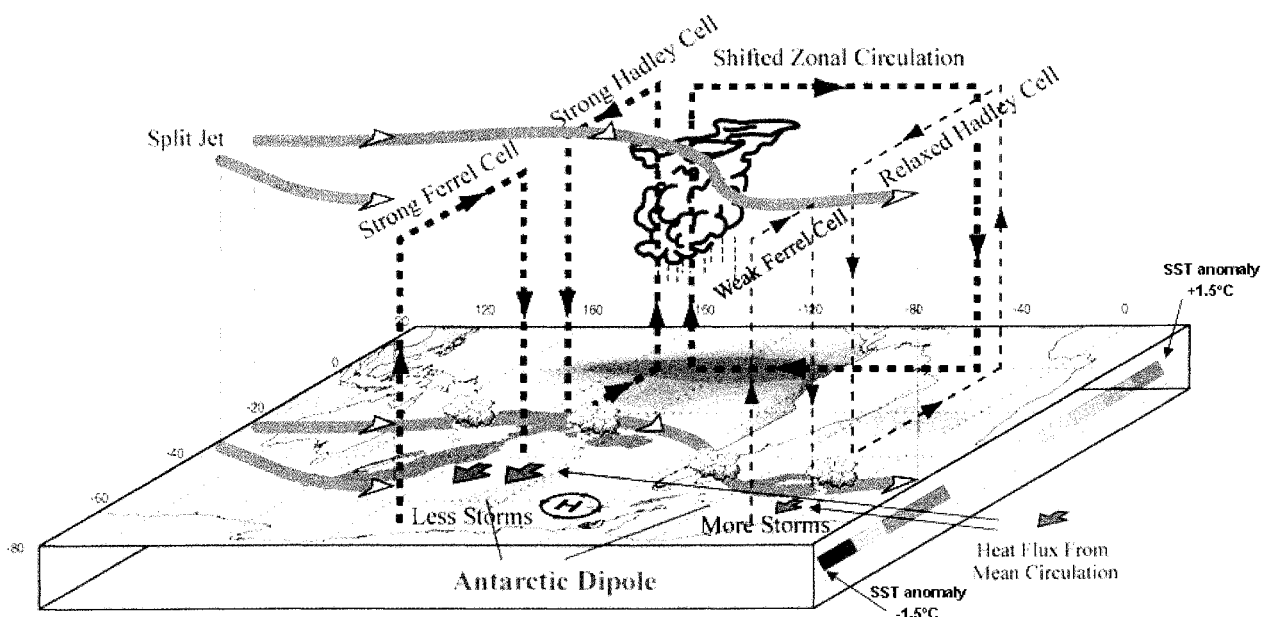 Strong Hadley Cell
Shifted Zonal Circulation
Relaxed Hadley Cell
Split Jet
Strong Ferrel Cell
Weak Ferrel Cell
SST anomaly
+1.5°C
120
160
-160
-120
-80
-40
0
0
-20
-40
-60
-80
Less Storms
H
More Storms
Heat Flux From
Mean Circulation
Antarctic Dipole
SST anomaly
-1.5°C